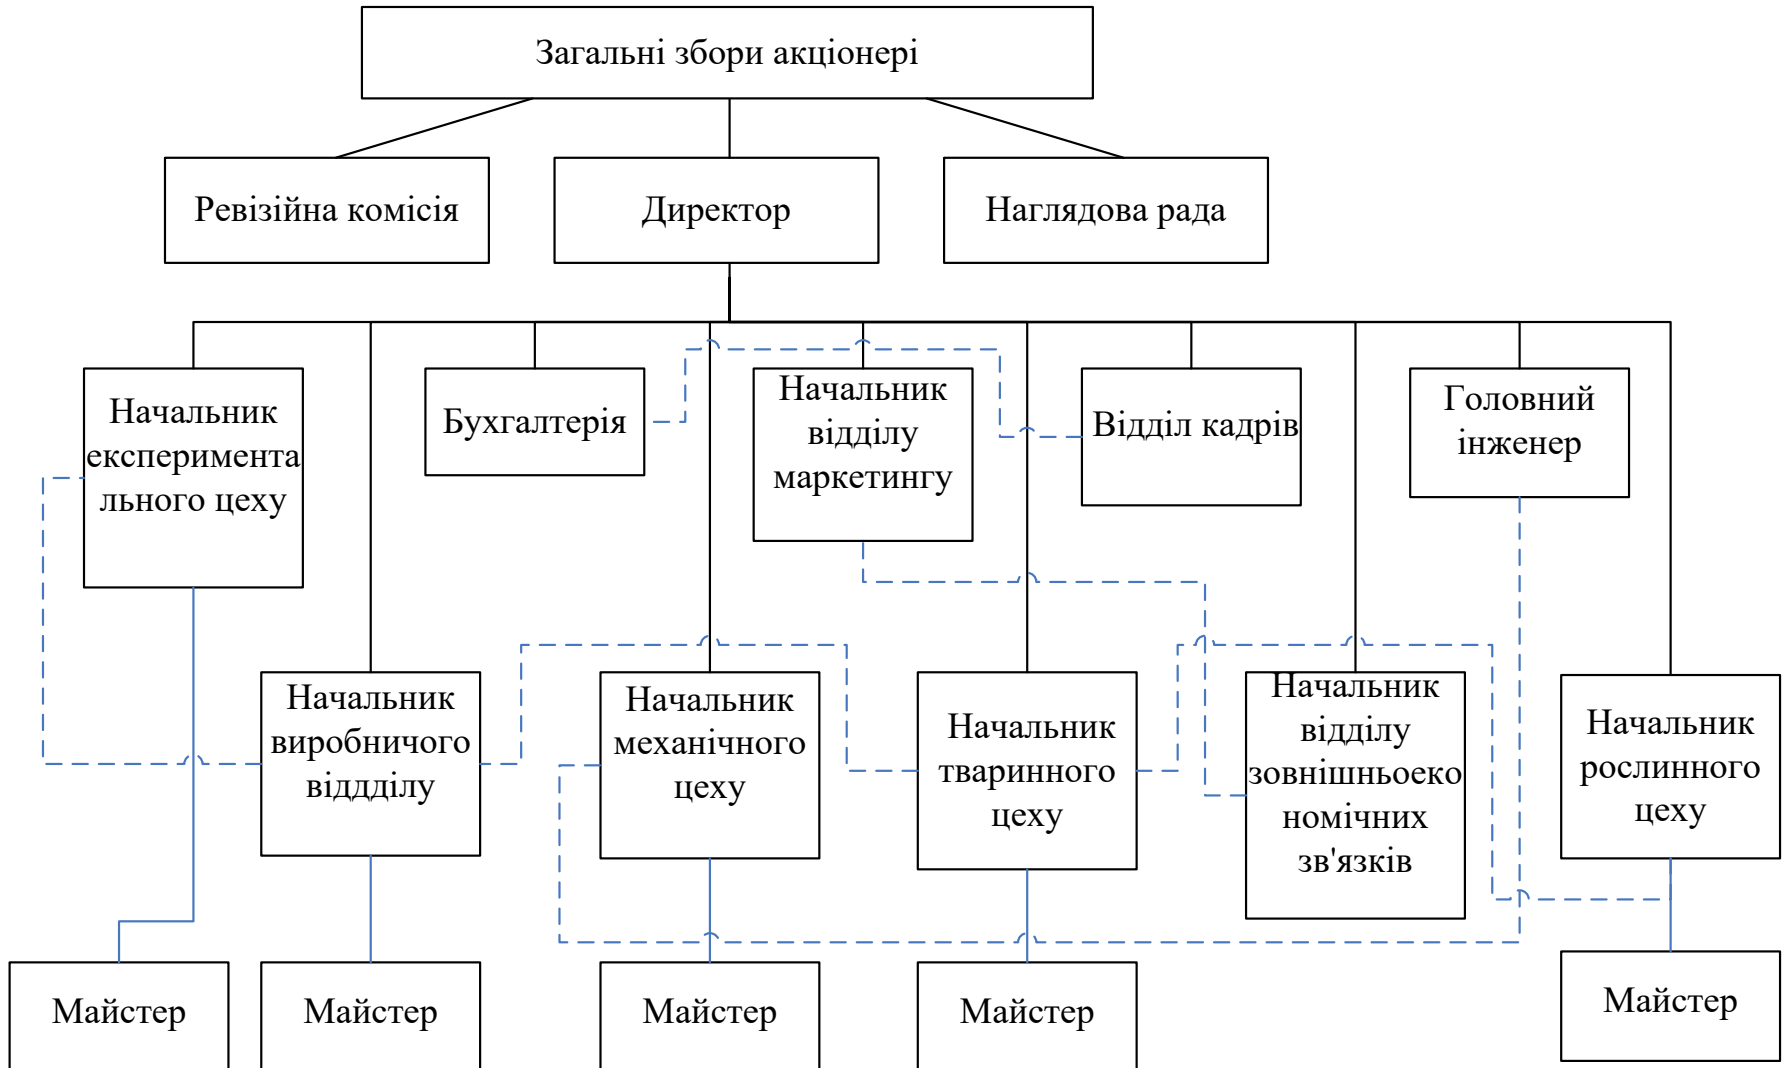 Загальні збори акціонері
Ревізійна комісія
Директор
Наглядова рада
Начальник
експеримента
льного цеху
Бухгалтерія
Начальник
відділу
маркетингу
Відділ кадрів
Головний
інженер
Начальник
виробничого
віддділу
Начальник
механічного
цеху
Начальник
тваринного
цеху
Начальник
відділу
зовнішньоеко
номічних
зв'язків
Начальник
рослинного
цеху
Майстер
Майстер
Майстер
Майстер
Майстер